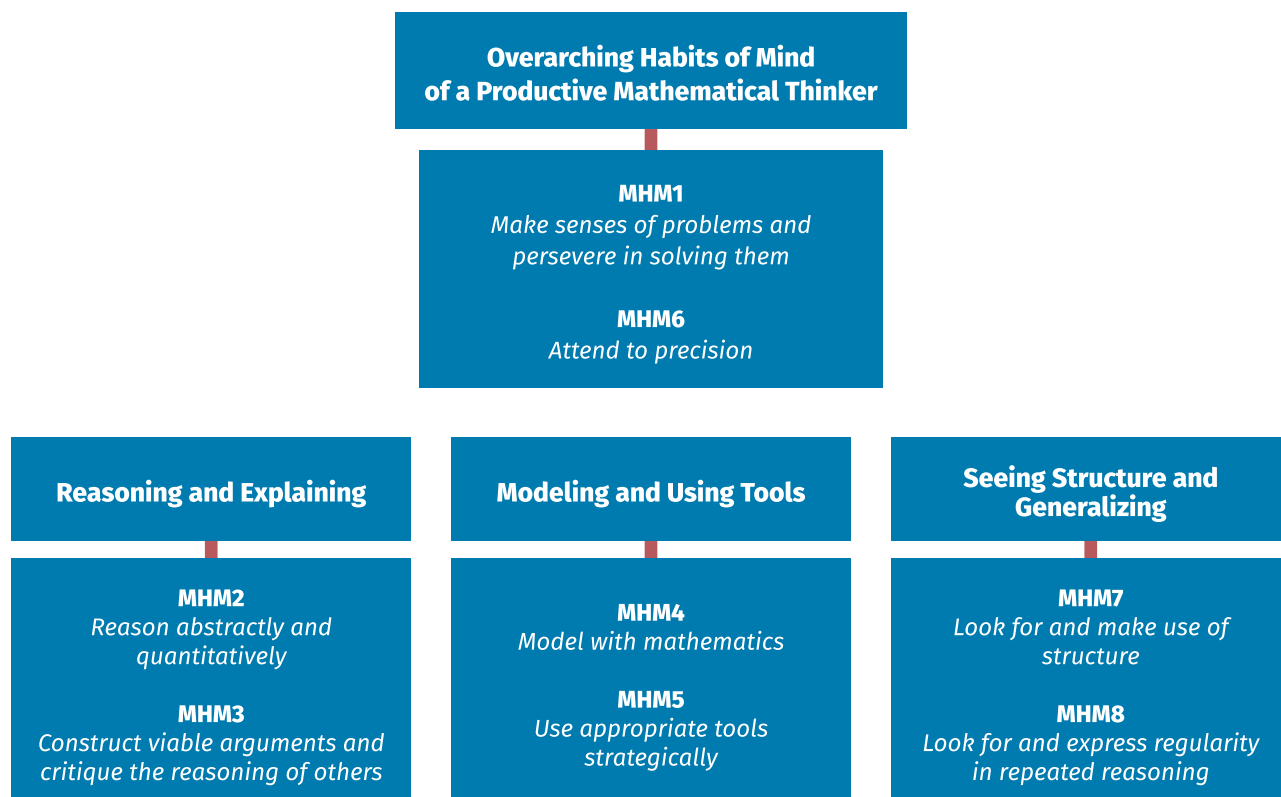 Overarching Habits of Mind
of a Productive Mathematical Thinker
MHM1
Make senses of problems and
persevere in solving them
MHM6
Attend to precision
Reasoning and Explaining
MHM2
Reason abstractly and
quantitatively
MHM3
Construct viable arguments and
critique the reasoning of others
Modeling and Using Tools
MHM4
Model with mathematics
MHM5
Use appropriate tools
strategically
Seeing Structure and
Generalizing
MHM7
Look for and make use of
structure
MHM8
Look for and express regularity
in repeated reasoning